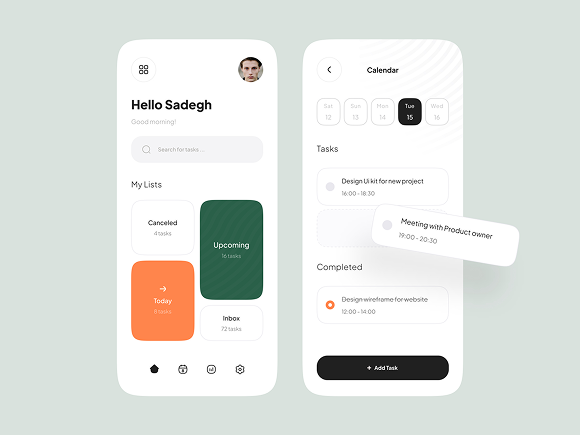 Hello Sadegh
Good morning!
Search for tasks ...
My Lists
Canceled
4 tasks
Upcoming
16 tasks
Today
8 tasks
Inbox
72 tasks
Calendar
Sat
12
Sun
13
Mon
14
Tue
15
Wed
16
Tasks
Design Ui kit for new project
16:00 - 18:30
Meeting with Product owner
19:00 - 20:30
Completed
Design wireframe for website
12:00 - 14:00
+ Add Task